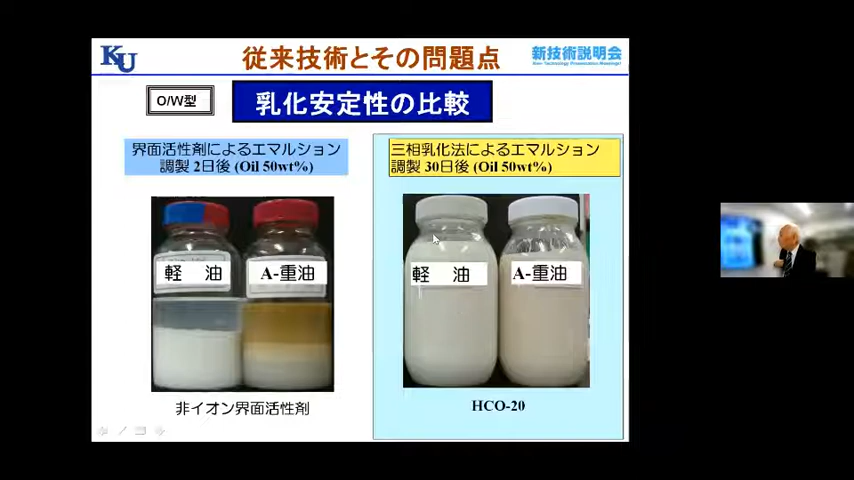 KU
従来技術とその問題点
新技術説明会
New Technology Presentation Meetings!
O/W型
乳化安定性の比較
界面活性剤によるエマルション
調製 2日後 (Oil 50wt%)
三相乳化法によるエマルション
調製 30日後 (Oil 50wt%)
軽 油
A-重油
軽 油
A-重油
非イオン界面活性剤
HCO-20